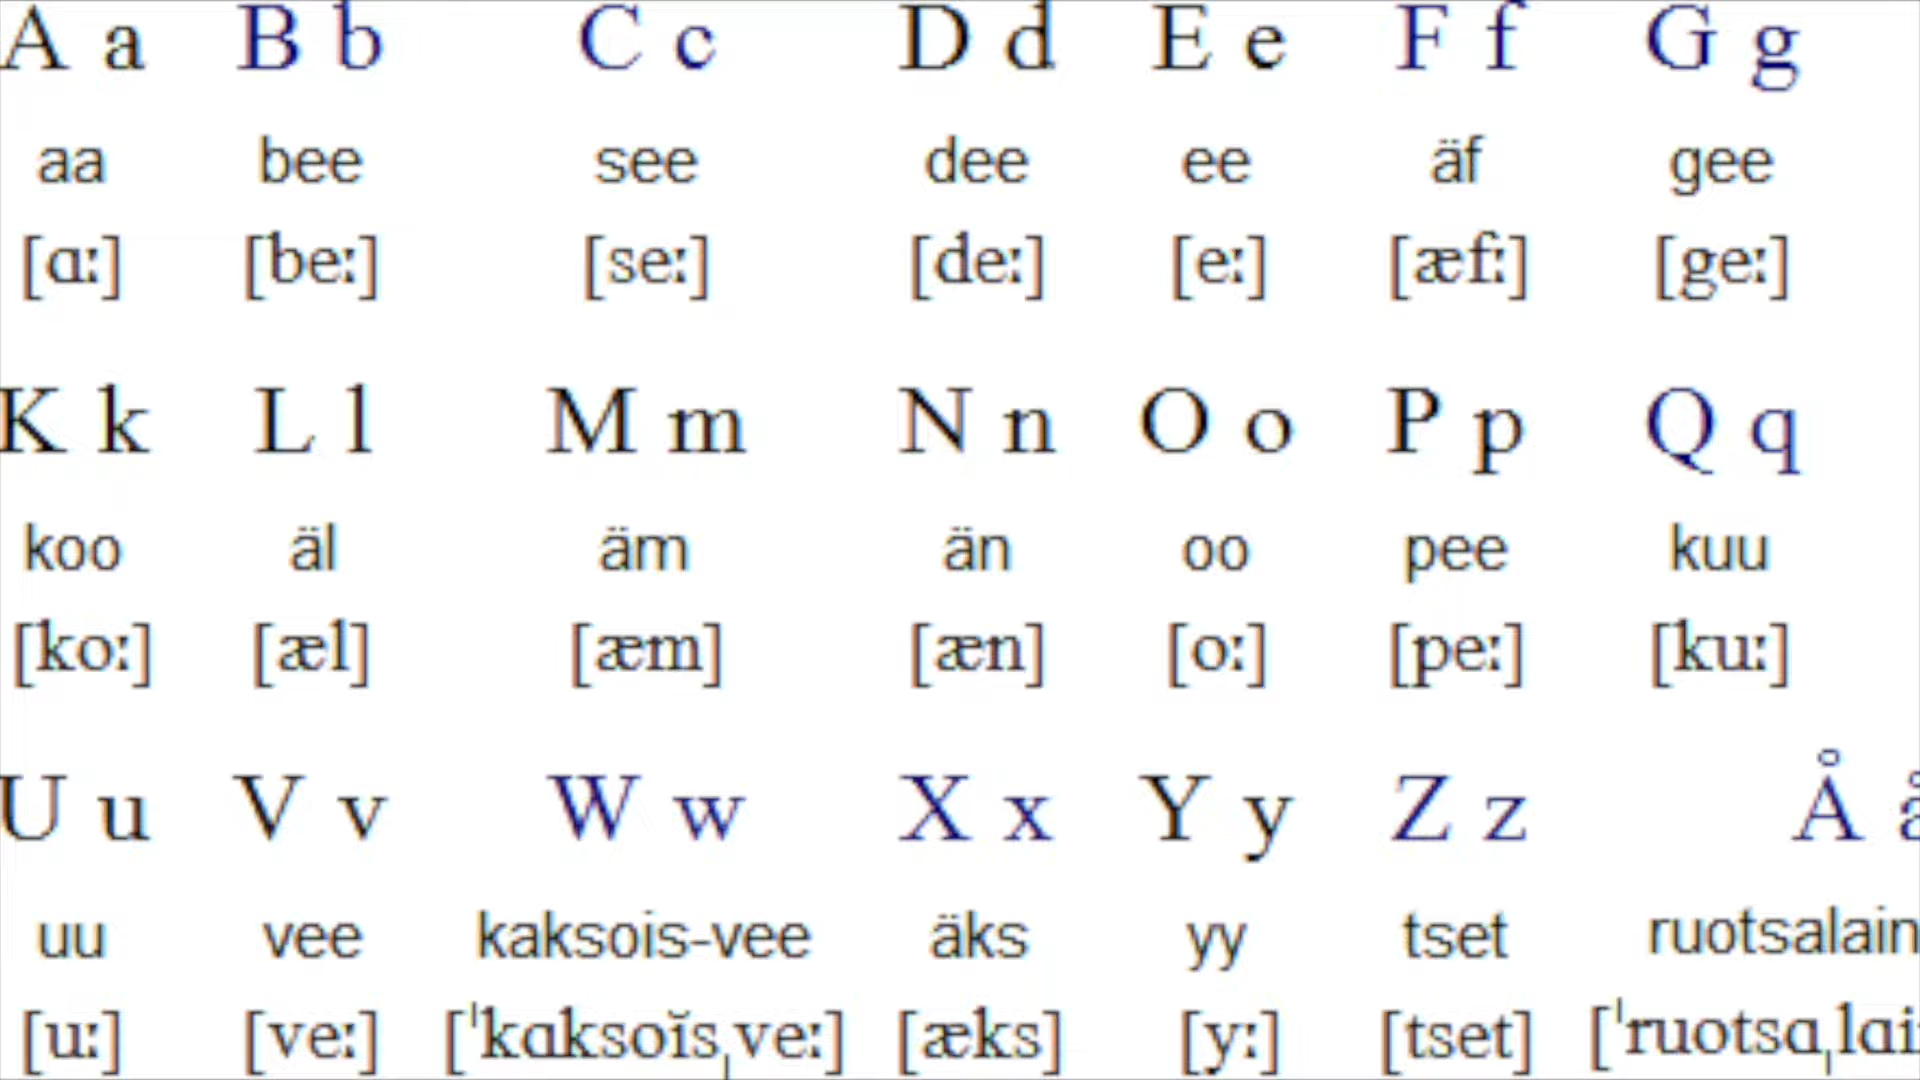 A a B b C c D d E e F f G g
aa bee see dee ee äf gee
[ɑː] [beː] [seː] [deː] [eː] [æfː] [geː]
K k L l M m N n O o P p Q q
koo äl äm än oo pee kuu
[koː] [æl] [æm] [æn] [oː] [peː] [kuː]
U u V v W w X x Y y Z z Å å
uu vee kaksois-vee äks yy tset ruotsalain
[uː] [veː] [ˈkɑksoĭsˌveː] [æks] [yː] [tset] [ˈruotsɑˌlɑi